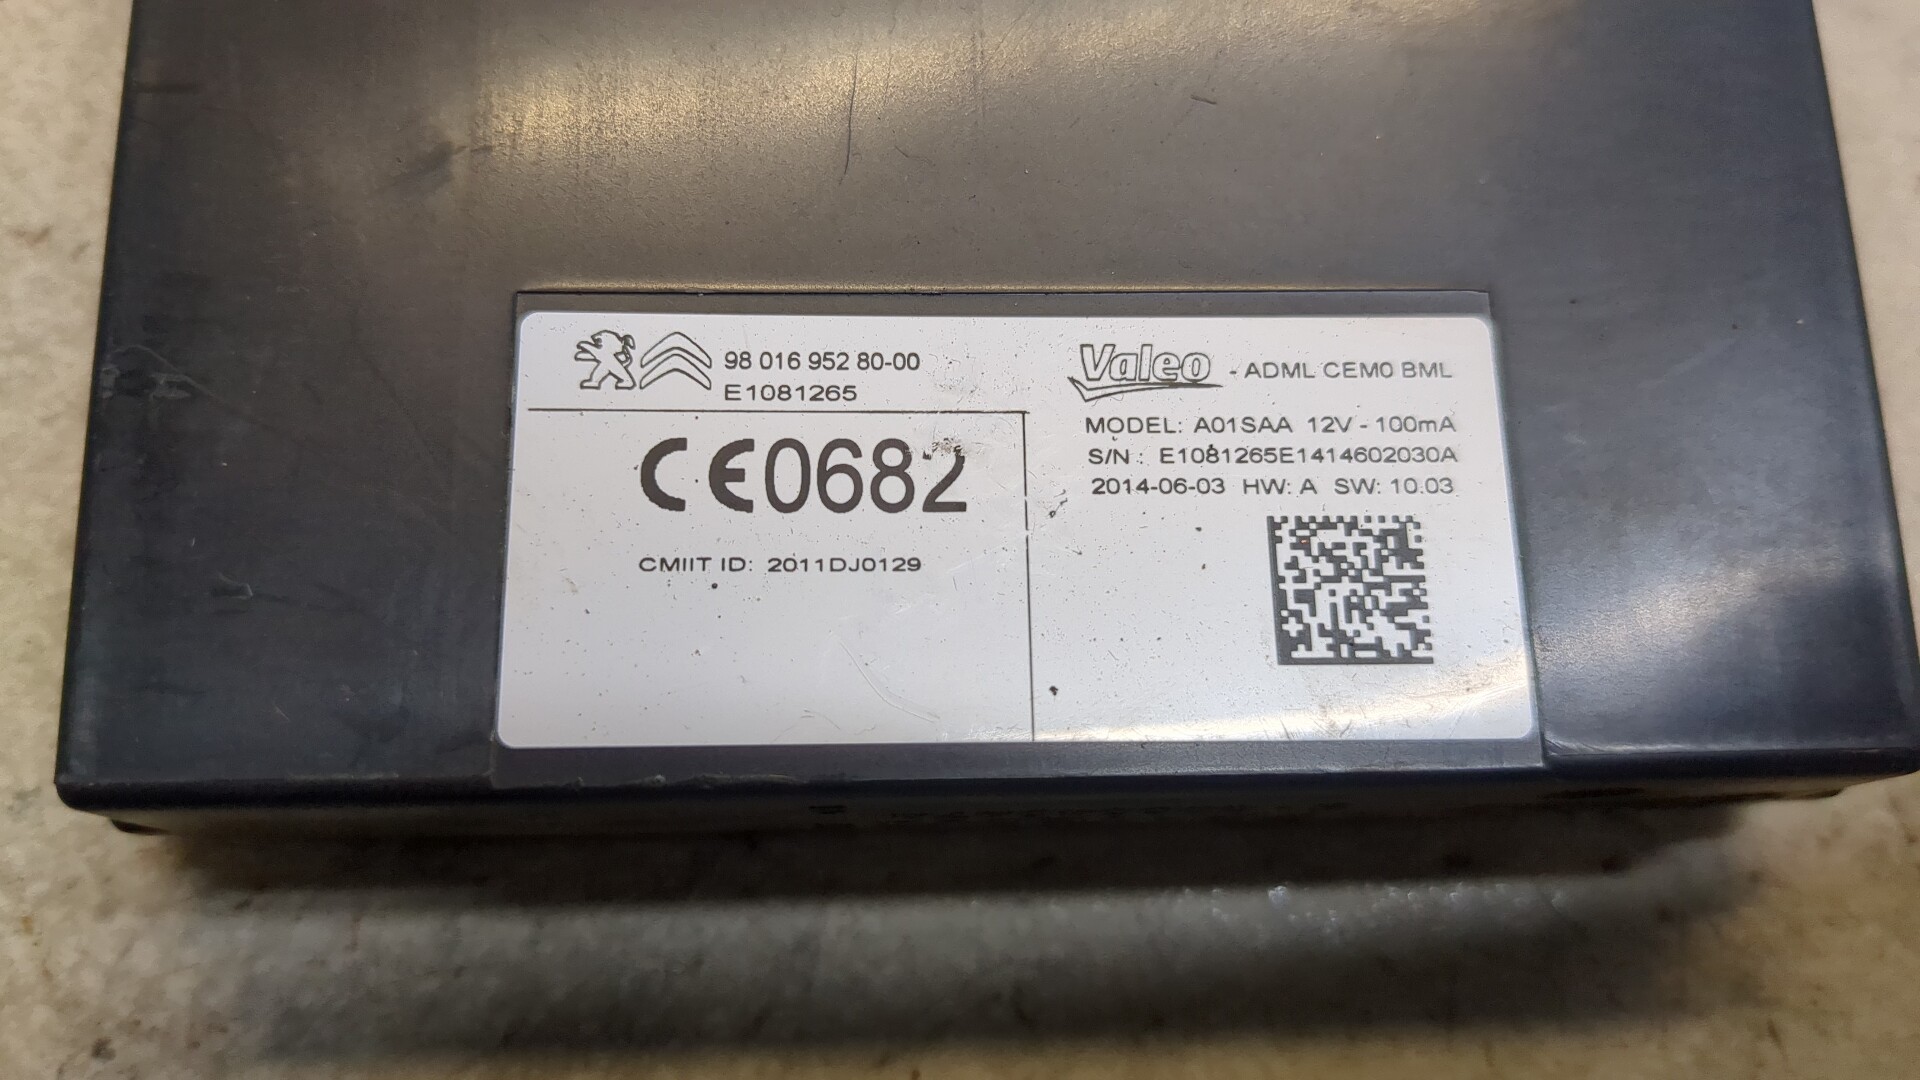 98 016 952 80-00
E1081265
CE0682
CMIIT ID: 2011DJ0129
Valeo - ADML CEM0 BML
MODEL: A01SAA 12V - 100mA
S/N : E1081265E1414602030A
2014-06-03 HW: A SW: 10.03